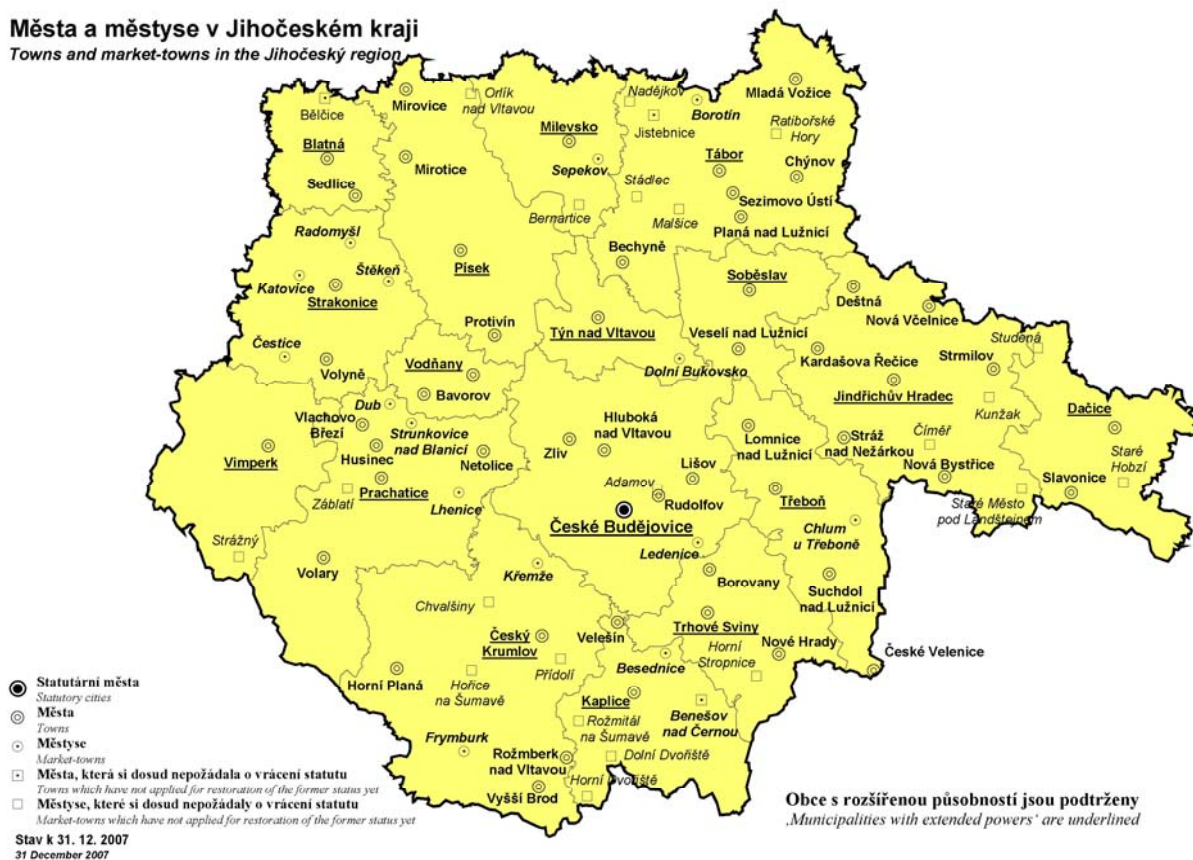 Města a městyse v Jihočeském kraji
Towns and market-towns in the Jihočeský region
Mladá Vožice
Nadějkov
Orlík
nad Vltavou
Mirovice
Borotín
Bělčice
Ratibořské
Hory
Milevsko
Jistebnice
Blatná
Tábor
Chýnov
Mirotice
Sepekov
Stádlec
Sedlice
Sezimovo Ústí
Bernartice
Malšice
Planá nad Lužnicí
Radomyšl
Bechyně
Štěkeň
Písek
Soběslav
Katovice
Strakonice
Deštná
Nová Včelnice
Protivín
Týn nad Vltavou
Veselí nad Lužnicí
Studená
Čestice
Kardašova Řečice
Strmilov
Volyně
Vodňany
Dolní Bukovsko
Bavorov
Jindřichův Hradec
Dub
Kunžak
Dačice
Vlachovo
Březí
Hluboká
nad Vltavou
Číměř
Strunkovice
nad Blanicí
Lomnice
nad Lužnicí
Stráž
nad Nežárkou
Staré
Hobzí
Vimperk
Husinec
Netolice
Zliv
Lišov
Nová Bystřice
Slavonice
Prachatice
Adamov
Třeboň
Záblatí
Lhenice
Rudolfov
Staré Město
pod Landštejnem
České Budějovice
Chlum
u Třeboně
Strážný
Ledenice
Volary
Křemže
Borovany
Suchdol
nad Lužnicí
Chvalšiny
Český
Krumlov
Velešín
Trhové Sviny
Nové Hrady
Horní
Stropnice
České Velenice
Besednice
Přídolí
Horní Planá
Hořice
na Šumavě
Kaplice
Benešov
nad Černou
Rožmitál
na Šumavě
Frymburk
Rožmberk
nad Vltavou
Dolní Dvořiště
Horní Dvořiště
Vyšší Brod
Statutární města
Statutory cities
Města
Towns
Městyse
Market-towns
Města, která si dosud nepožádala o vrácení statutu
Towns which have not applied for restoration of the former status yet
Městyse, které si dosud nepožádaly o vrácení statutu
Market-towns which have not applied for restoration of the former status yet
Stav k 31. 12. 2007
31 December 2007
Obce s rozšířenou působností jsou podtrženy
‚Municipalities with extended powers‘ are underlined